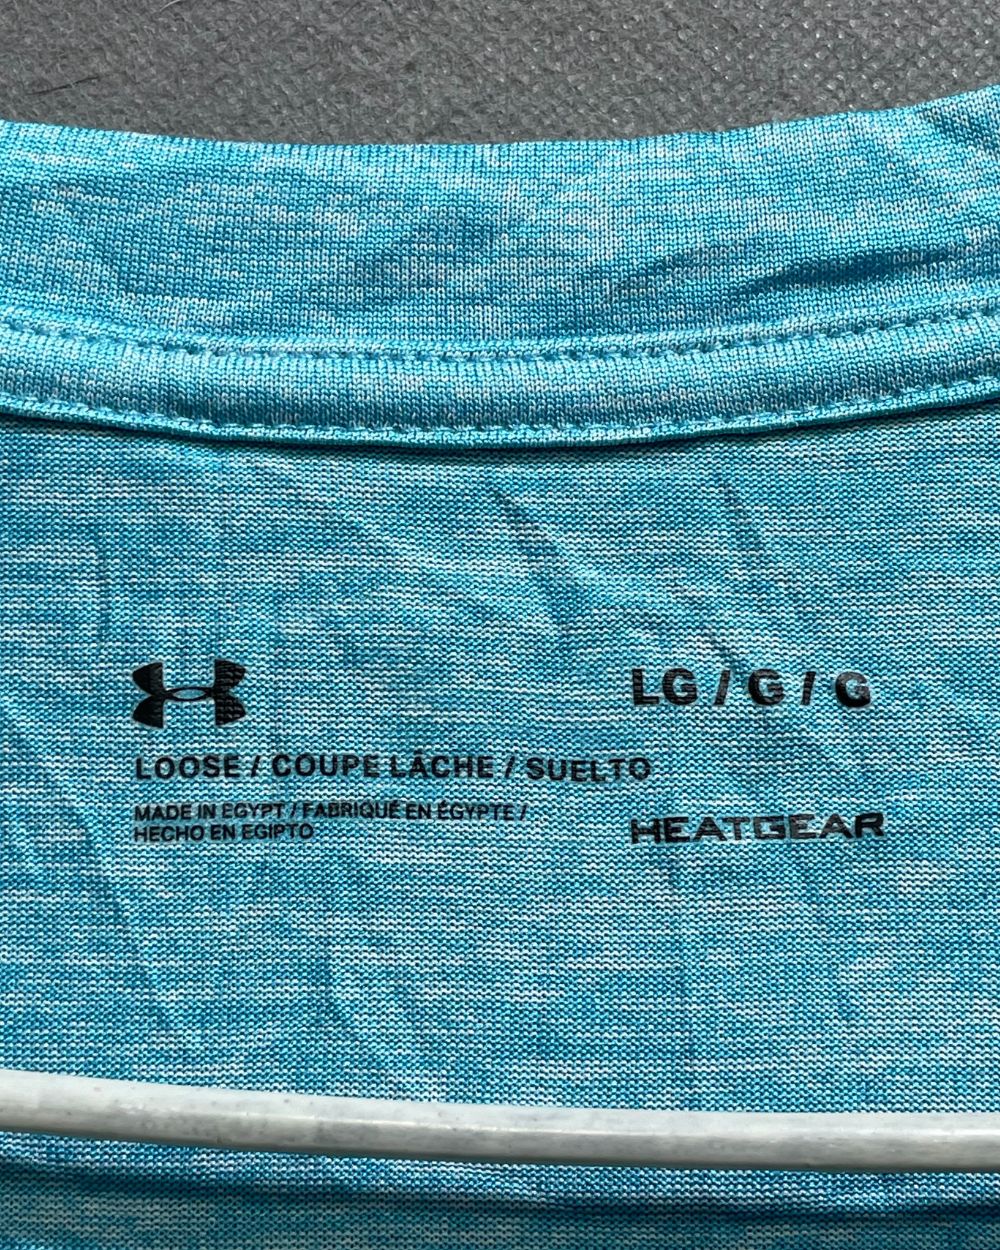 LG / G / G
LOOSE / COUPE LÂCHE / SUELTO
MADE IN EGYPT / FABRIQUÉ EN ÉGYPTE /
HECHO EN EGIPTO
HEATGEAR